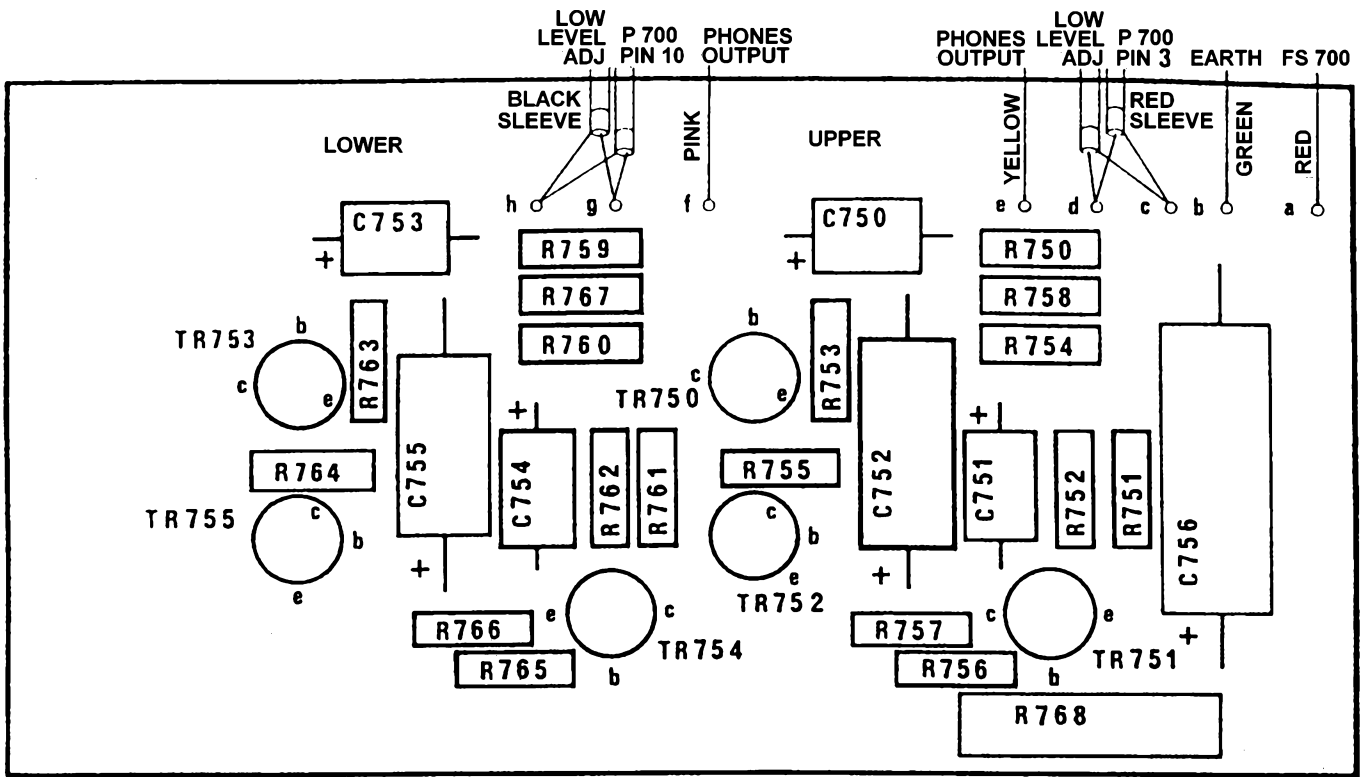 LOW
LEVEL
ADJ
P 700
PIN 10
PHONES
OUTPUT
PHONES
OUTPUT
LOW
LEVEL
ADJ
P 700
PIN 3
EARTH
FS 700
BLACK
SLEEVE
PINK
YELLOW
RED
SLEEVE
GREEN
RED
LOWER
UPPER
h
g
f
e
d
c
b
a
C753
+
R759
R767
R760
C750
+
R750
R758
R754
TR753
b
c
e
R763
TR750
b
c
e
R753
R764
C755
+
C754
+
R762
R761
R755
C752
+
C751
+
R752
R751
C756
+
TR755
c
b
e
TR752
c
b
e
R766
R765
e
c
b
TR754
R757
R756
c
e
b
TR751
R768